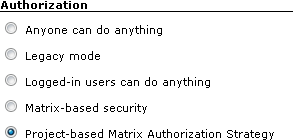 Authorization
Anyone can do anything
Legacy mode
Logged-in users can do anything
Matrix-based security
Project-based Matrix Authorization Strategy